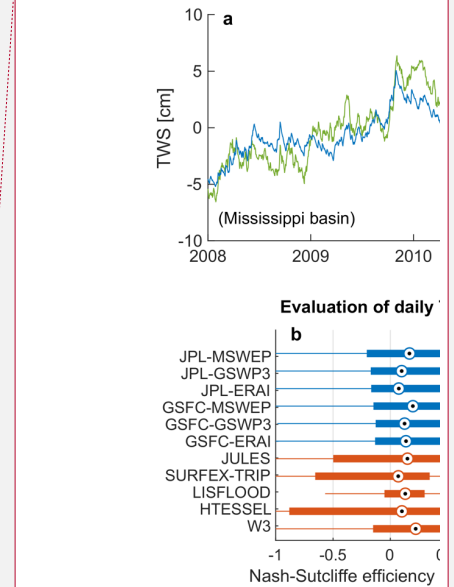 10
a
5
TWS [cm]
0
-5
(Mississippi basin)
-10
2008 2009 2010
Evaluation of daily
b
JPL-MSWEP
JPL-GSWP3
JPL-ERAI
GSFC-MSWEP
GSFC-GSWP3
GSFC-ERAI
JULES
SURFEX-TRIP
LISFLOOD
HTESSEL
W3
-1 -0.5 0
Nash-Sutcliffe efficiency